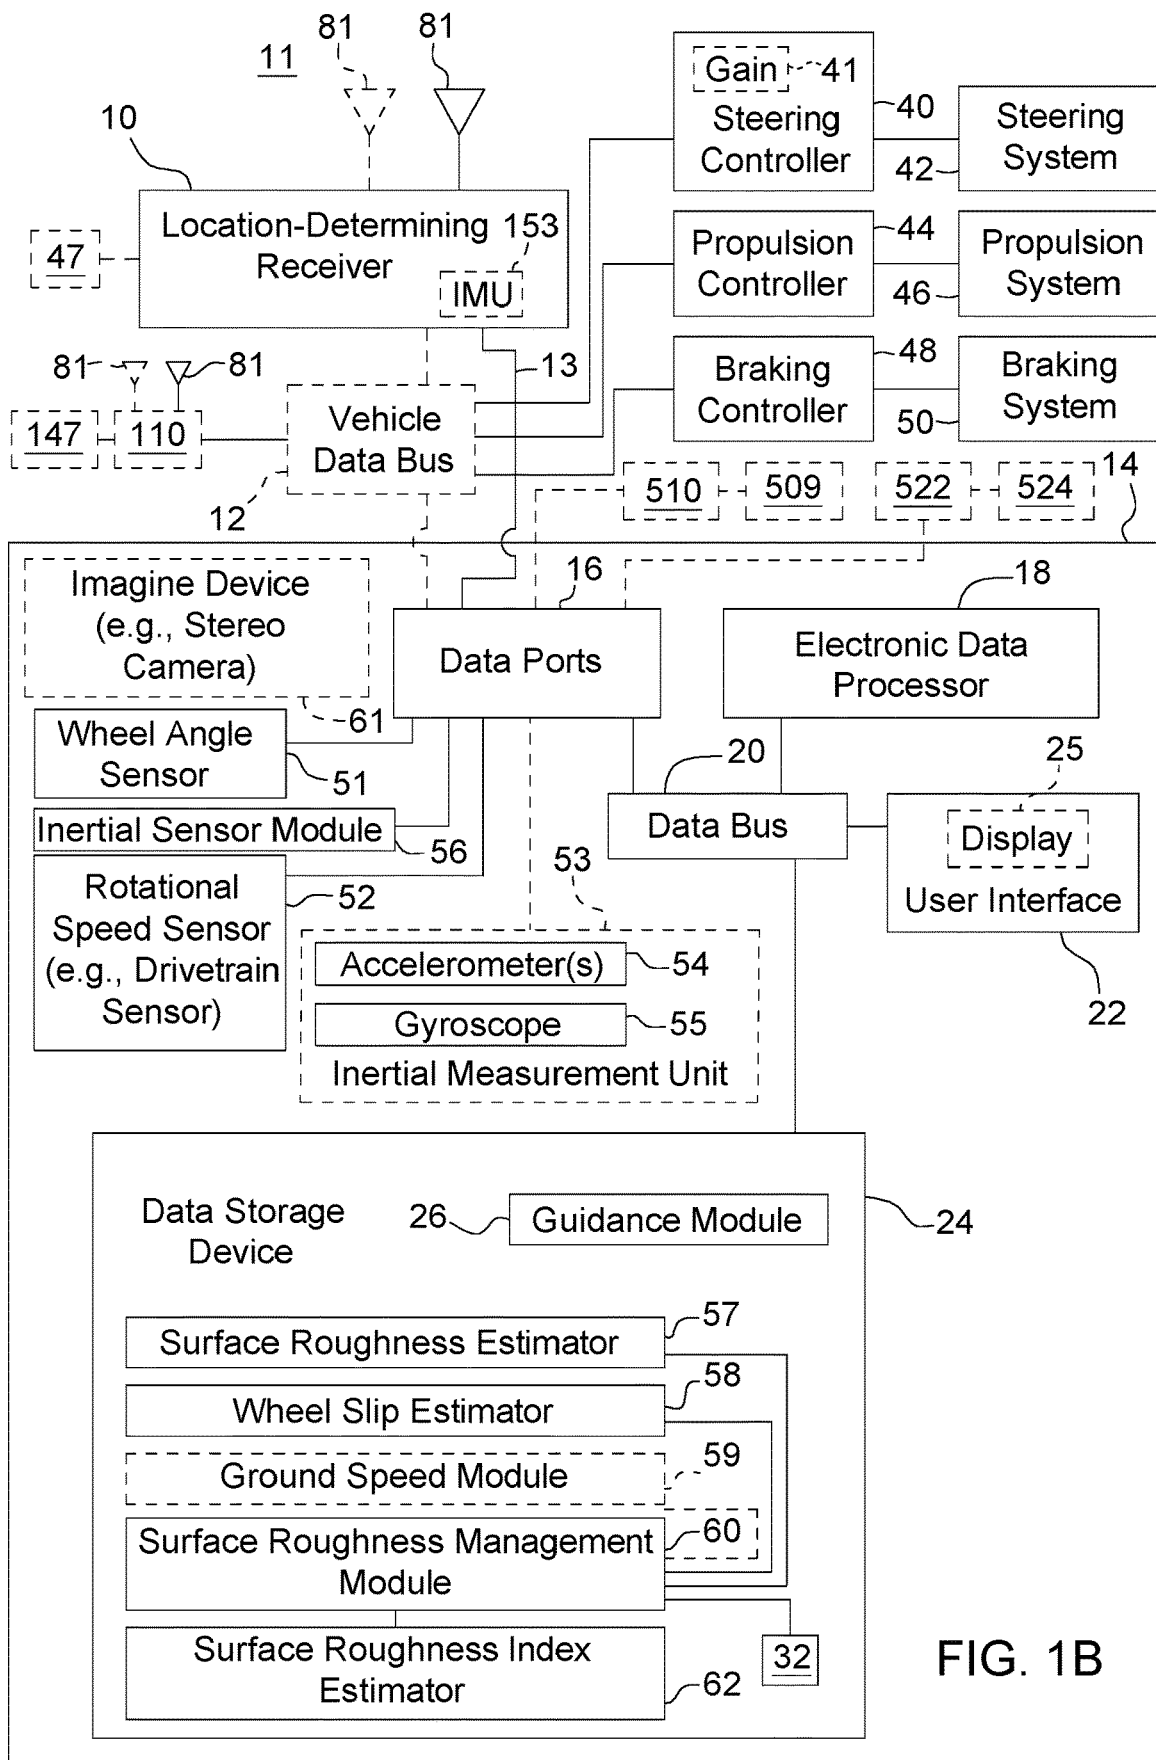 81
81
11
10
Gain
41
Steering
Controller
40
Steering
System
42
Location-Determining
Receiver
153
IMU
47
Propulsion
Controller
44
Propulsion
System
46
81
81
13
Braking
Controller
48
Braking
System
50
147
110
Vehicle
Data Bus
12
510
509
522
524
14
Imagine Device
(e.g., Stereo
Camera)
61
16
Data Ports
18
Electronic Data
Processor
Wheel Angle
Sensor
51
20
Data Bus
25
Display
User Interface
22
Inertial Sensor Module
56
Rotational
Speed Sensor
(e.g., Drivetrain
Sensor)
52
53
Accelerometer(s)
54
Gyroscope
55
Inertial Measurement Unit
Data Storage
Device
26
Guidance Module
24
Surface Roughness Estimator
57
Wheel Slip Estimator
58
Ground Speed Module
59
Surface Roughness Management
Module
60
Surface Roughness Index
Estimator
62
32
FIG. 1B